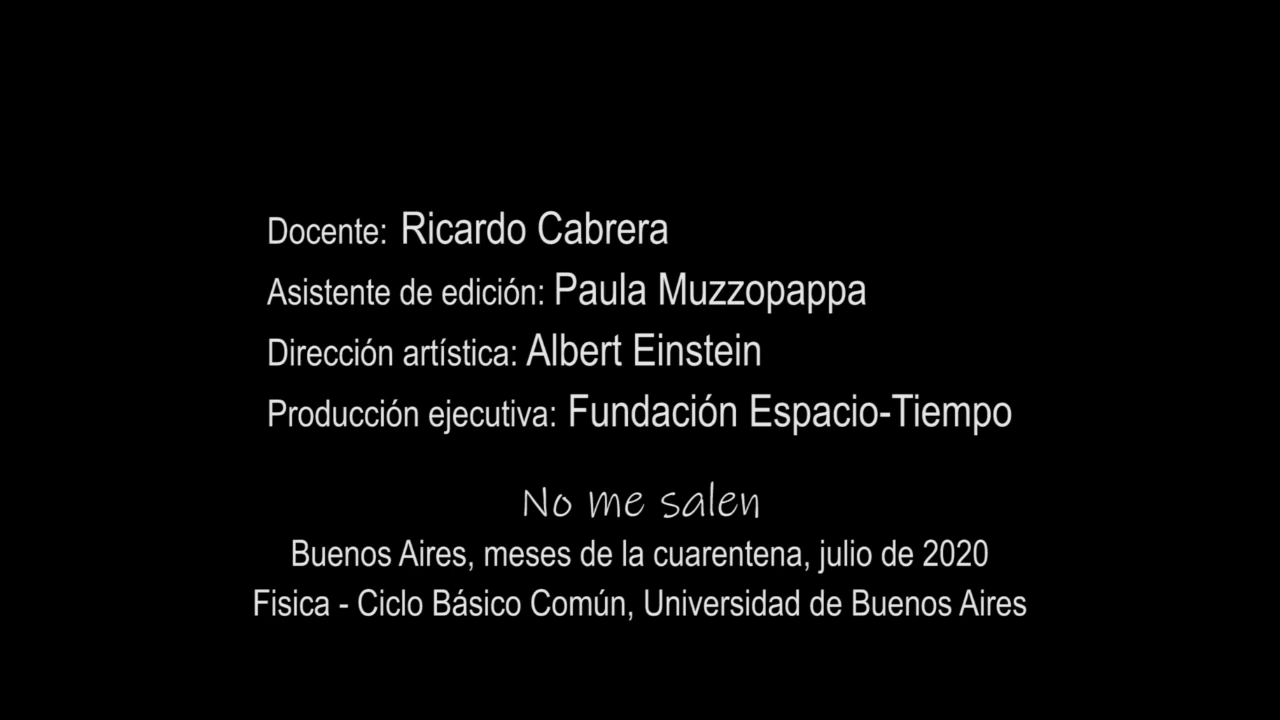 Docente: Ricardo Cabrera
Asistente de edición: Paula Muzzopappa
Dirección artística: Albert Einstein
Producción ejecutiva: Fundación Espacio-Tiempo
No me salen
Buenos Aires, meses de la cuarentena, julio de 2020
Fisica - Ciclo Básico Común, Universidad de Buenos Aires